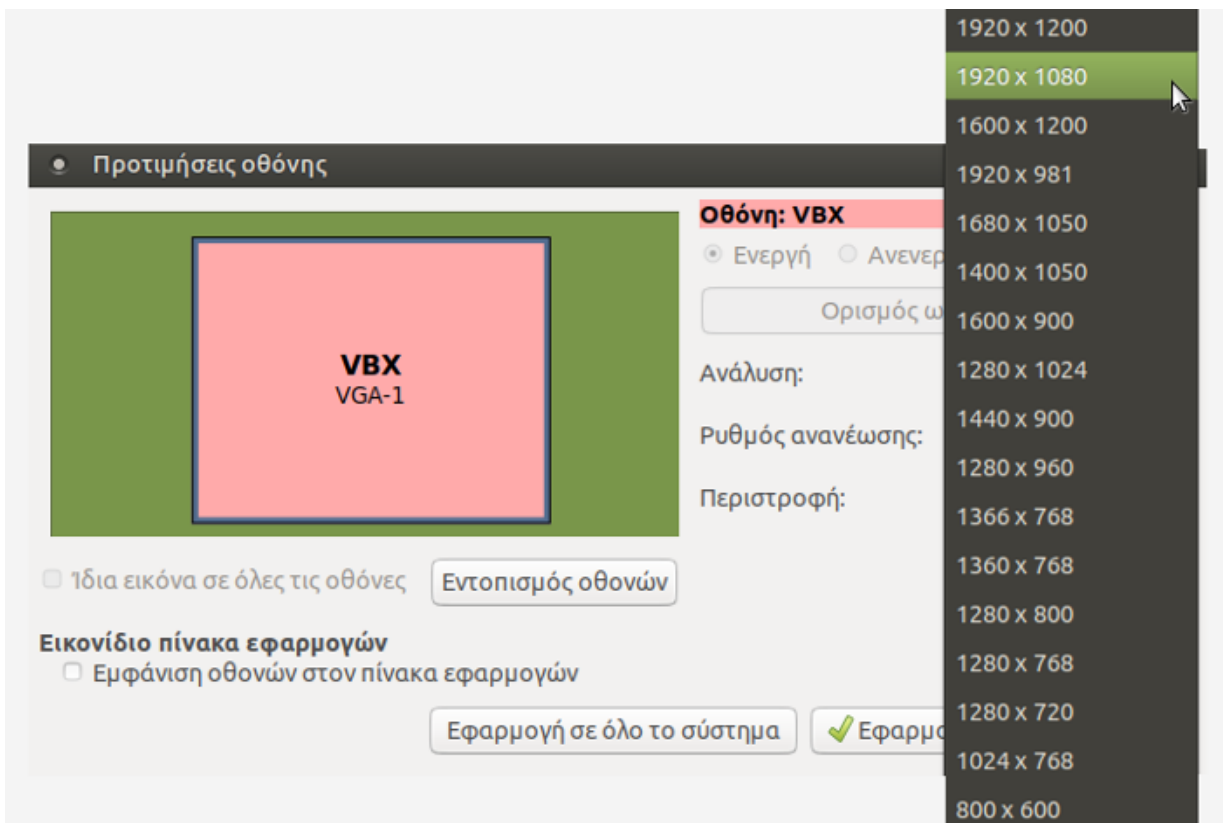 Προτιμήσεις οθόνης
VBX
VGA-1
Ίδια εικόνα σε όλες τις οθόνες
Εντοπισμός οθονών
Εικονίδιο πίνακα εφαρμογών
Εμφάνιση οθονών στον πίνακα εφαρμογών
Εφαρμογή σε όλο το σύστημα
Οθόνη: VBX
Ενεργή
Ορισμός
Ανάλυση:
Ρυθμός ανανέωσης:
Περιστροφή:
1920 x 1200
1920 x 1080
1600 x 1200
1920 x 981
1680 x 1050
1400 x 1050
1600 x 900
1280 x 1024
1440 x 900
1280 x 960
1366 x 768
1360 x 768
1280 x 800
1280 x 768
1280 x 720
1024 x 768
800 x 600